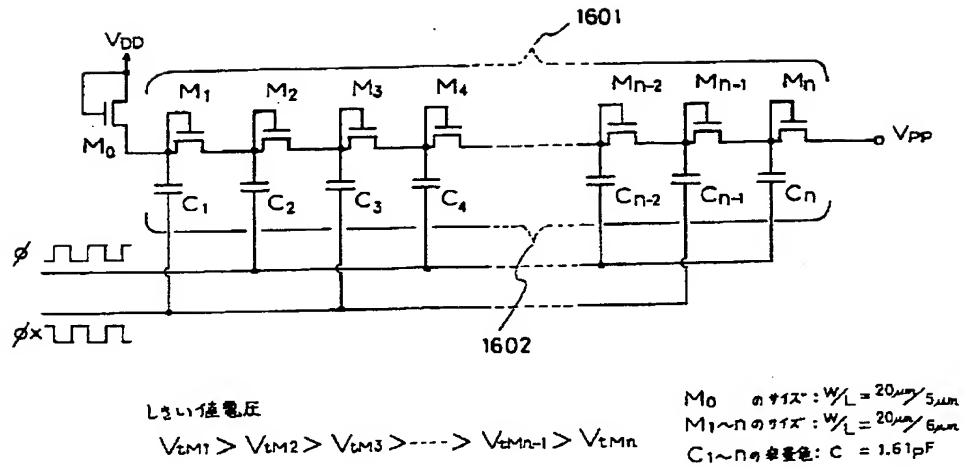 1601
VDD
M1 M2 M3 M4 Mn-2 Mn-1 Mn
M0
VPP
C1 C2 C3 C4 Cn-2 Cn-1 Cn
φ
φx
1602
しきい値電圧
VtM1 > VtM2 > VtM3 > ---- > VtMn-1 > VtMn
M0 のサイズ: W/L = 20μm/5μm
M1~nのサイズ: W/L = 20μm/6μm
C1~nの容量値: C = 1.61pF